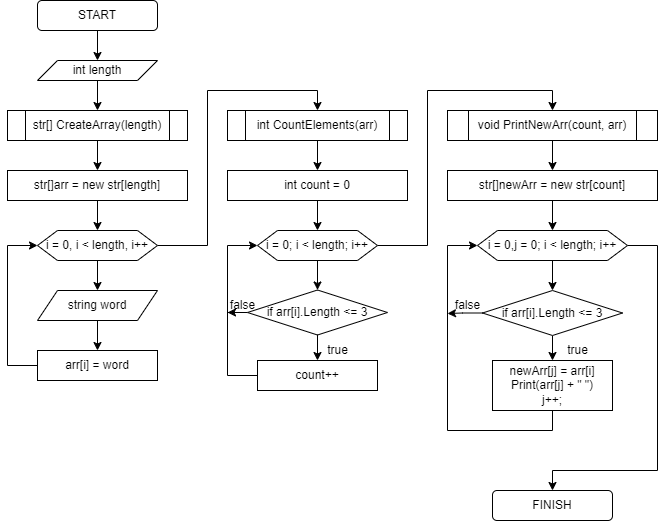 START
int length
str[] CreateArray(length)
str[]arr = new str[length]
i = 0, i < length, i++
string word
arr[i] = word
int CountElements(arr)
int count = 0
i = 0; i < length; i++
false
if arr[i].Length <= 3
true
count++
void PrintNewArr(count, arr)
str[]newArr = new str[count]
i = 0,j = 0; i < length; i++
false
if arr[i].Length <= 3
true
newArr[j] = arr[i]
Print(arr[j] + " ")
j++;
FINISH